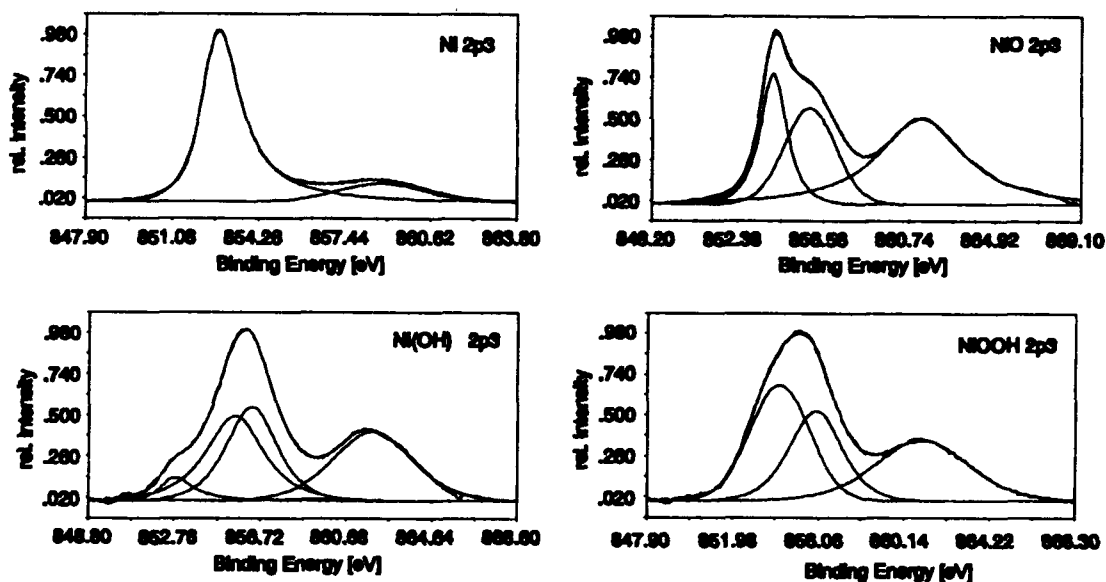 Ni 2p3
rel. intensity
.980
.740
.500
.260
.020
847.90 851.08 854.26 857.44 860.62 863.80
Binding Energy [eV]
NiO 2p3
rel. intensity
.980
.740
.500
.260
.020
848.20 852.38 856.56 860.74 864.92 869.10
Binding Energy [eV]
Ni(OH) 2p3
rel. intensity
.980
.740
.500
.260
.020
848.80 852.76 856.72 860.68 864.64 868.60
Binding Energy [eV]
NiOOH 2p3
rel. intensity
.980
.740
.500
.260
.020
847.90 851.98 856.06 860.14 864.22 868.30
Binding Energy [eV]